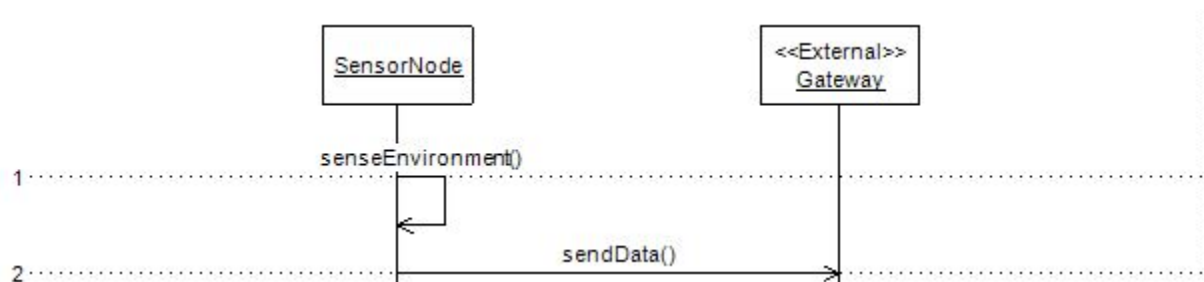 SensorNode
<<External>>
Gateway
senseEnvironment()
1
sendData()
2